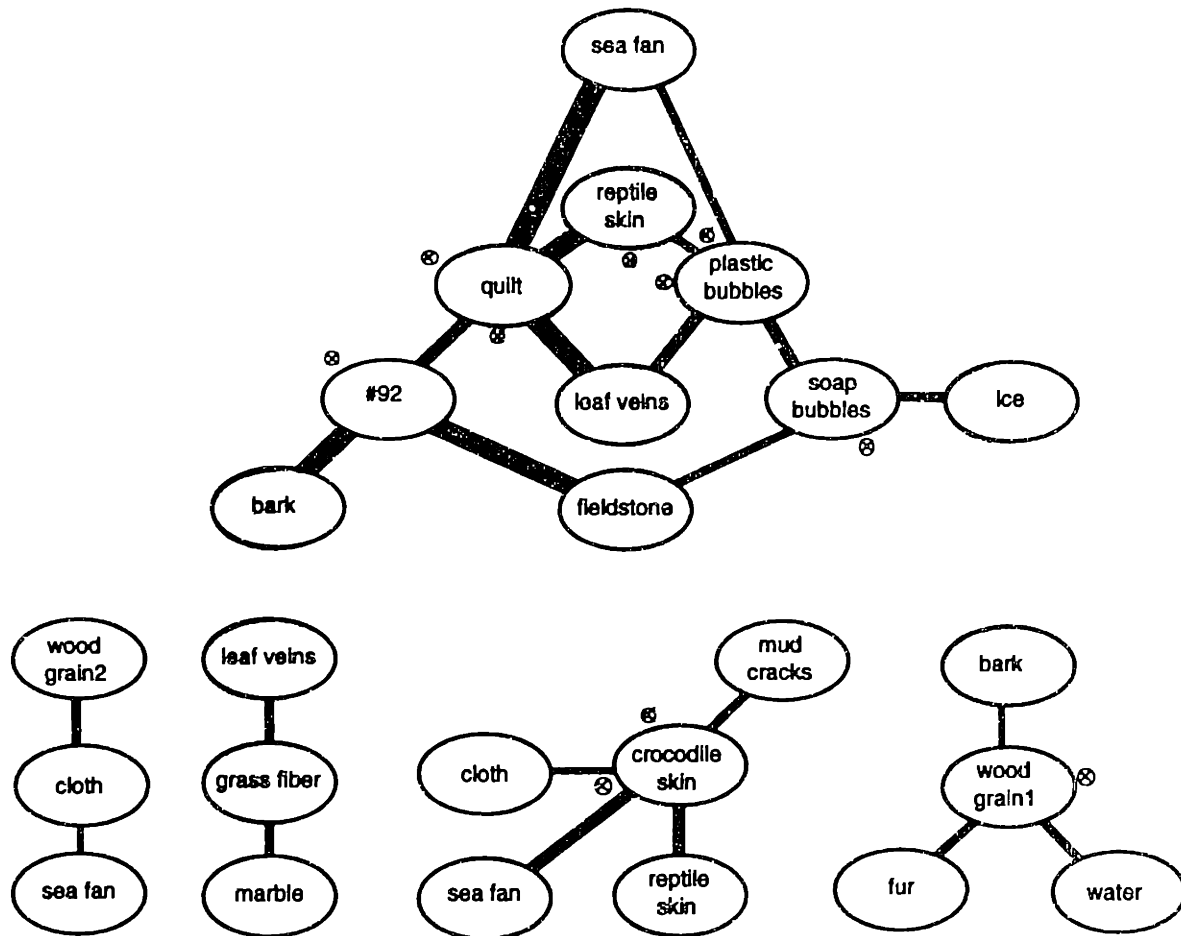 sea fan
reptile
skin
quilt
plastic
bubbles
#92
leaf veins
soap
bubbles
ice
bark
fieldstone
wood
grain2
cloth
sea fan
leaf veins
grass fiber
marble
mud
cracks
cloth
crocodile
skin
sea fan
reptile
skin
bark
wood
grain1
fur
water